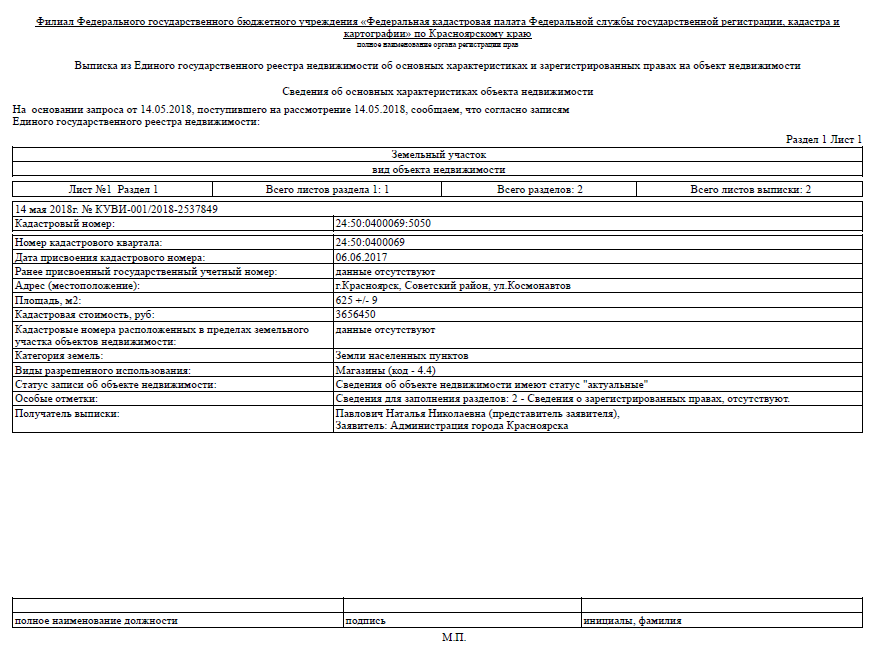 Филиал Федерального государственного бюджетного учреждения «Федеральная кадастровая палата Федеральной службы государственной регистрации, кадастра и
картографии» по Красноярскому краю
полное наименование органа регистрации прав
Выписка из Единого государственного реестра недвижимости об основных характеристиках и зарегистрированных правах на объект недвижимости
Сведения об основных характеристиках объекта недвижимости
На основании запроса от 14.05.2018, поступившего на рассмотрение 14.05.2018, сообщаем, что согласно записям
Единого государственного реестра недвижимости:
Раздел 1 Лист 1
Земельный участок
вид объекта недвижимости
Лист №1 Раздел 1 Всего листов раздела 1: 1 Всего разделов: 2 Всего листов выписки: 2
14 мая 2018г. № КУВИ-001/2018-2537849
Кадастровый номер: 24:50:0400069:5050
Номер кадастрового квартала: 24:50:0400069
Дата присвоения кадастрового номера: 06.06.2017
Ранее присвоенный государственный учетный номер: данные отсутствуют
Адрес (местоположение): г.Красноярск, Советский район, ул.Космонавтов
Площадь, м2: 625 +/- 9
Кадастровая стоимость, руб: 3656450
Кадастровые номера расположенных в пределах земельного данные отсутствуют
участка объектов недвижимости:
Категория земель: Земли населенных пунктов
Виды разрешенного использования: Магазины (код - 4.4)
Статус записи об объекте недвижимости: Сведения об объекте недвижимости имеют статус "актуальные"
Особые отметки: Сведения для заполнения разделов: 2 - Сведения о зарегистрированных правах, отсутствуют.
Получатель выписки: Павлович Наталья Николаевна (представитель заявителя),
Заявитель: Администрация города Красноярска
полное наименование должности подпись инициалы, фамилия
М.П.